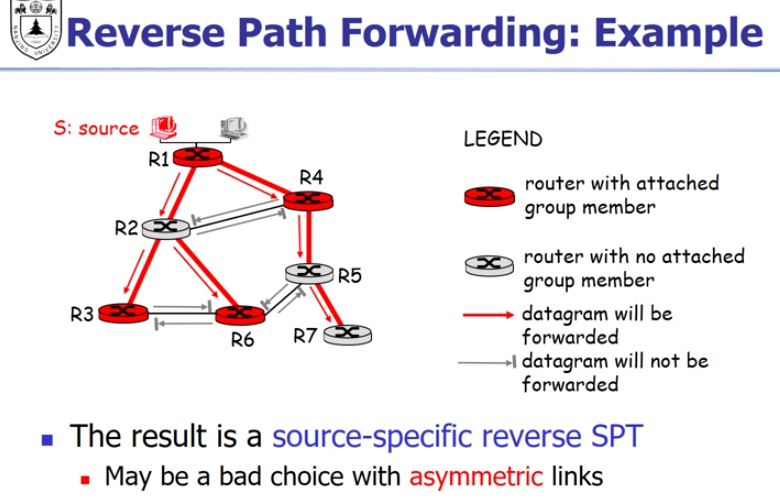 Reverse Path Forwarding: Example
S: source
R1
R4
R2
R5
R3
R6
R7
LEGEND
router with attached
group member
router with no attached
group member
datagram will be
forwarded
datagram will not be
forwarded
The result is a source-specific reverse SPT
May be a bad choice with asymmetric links